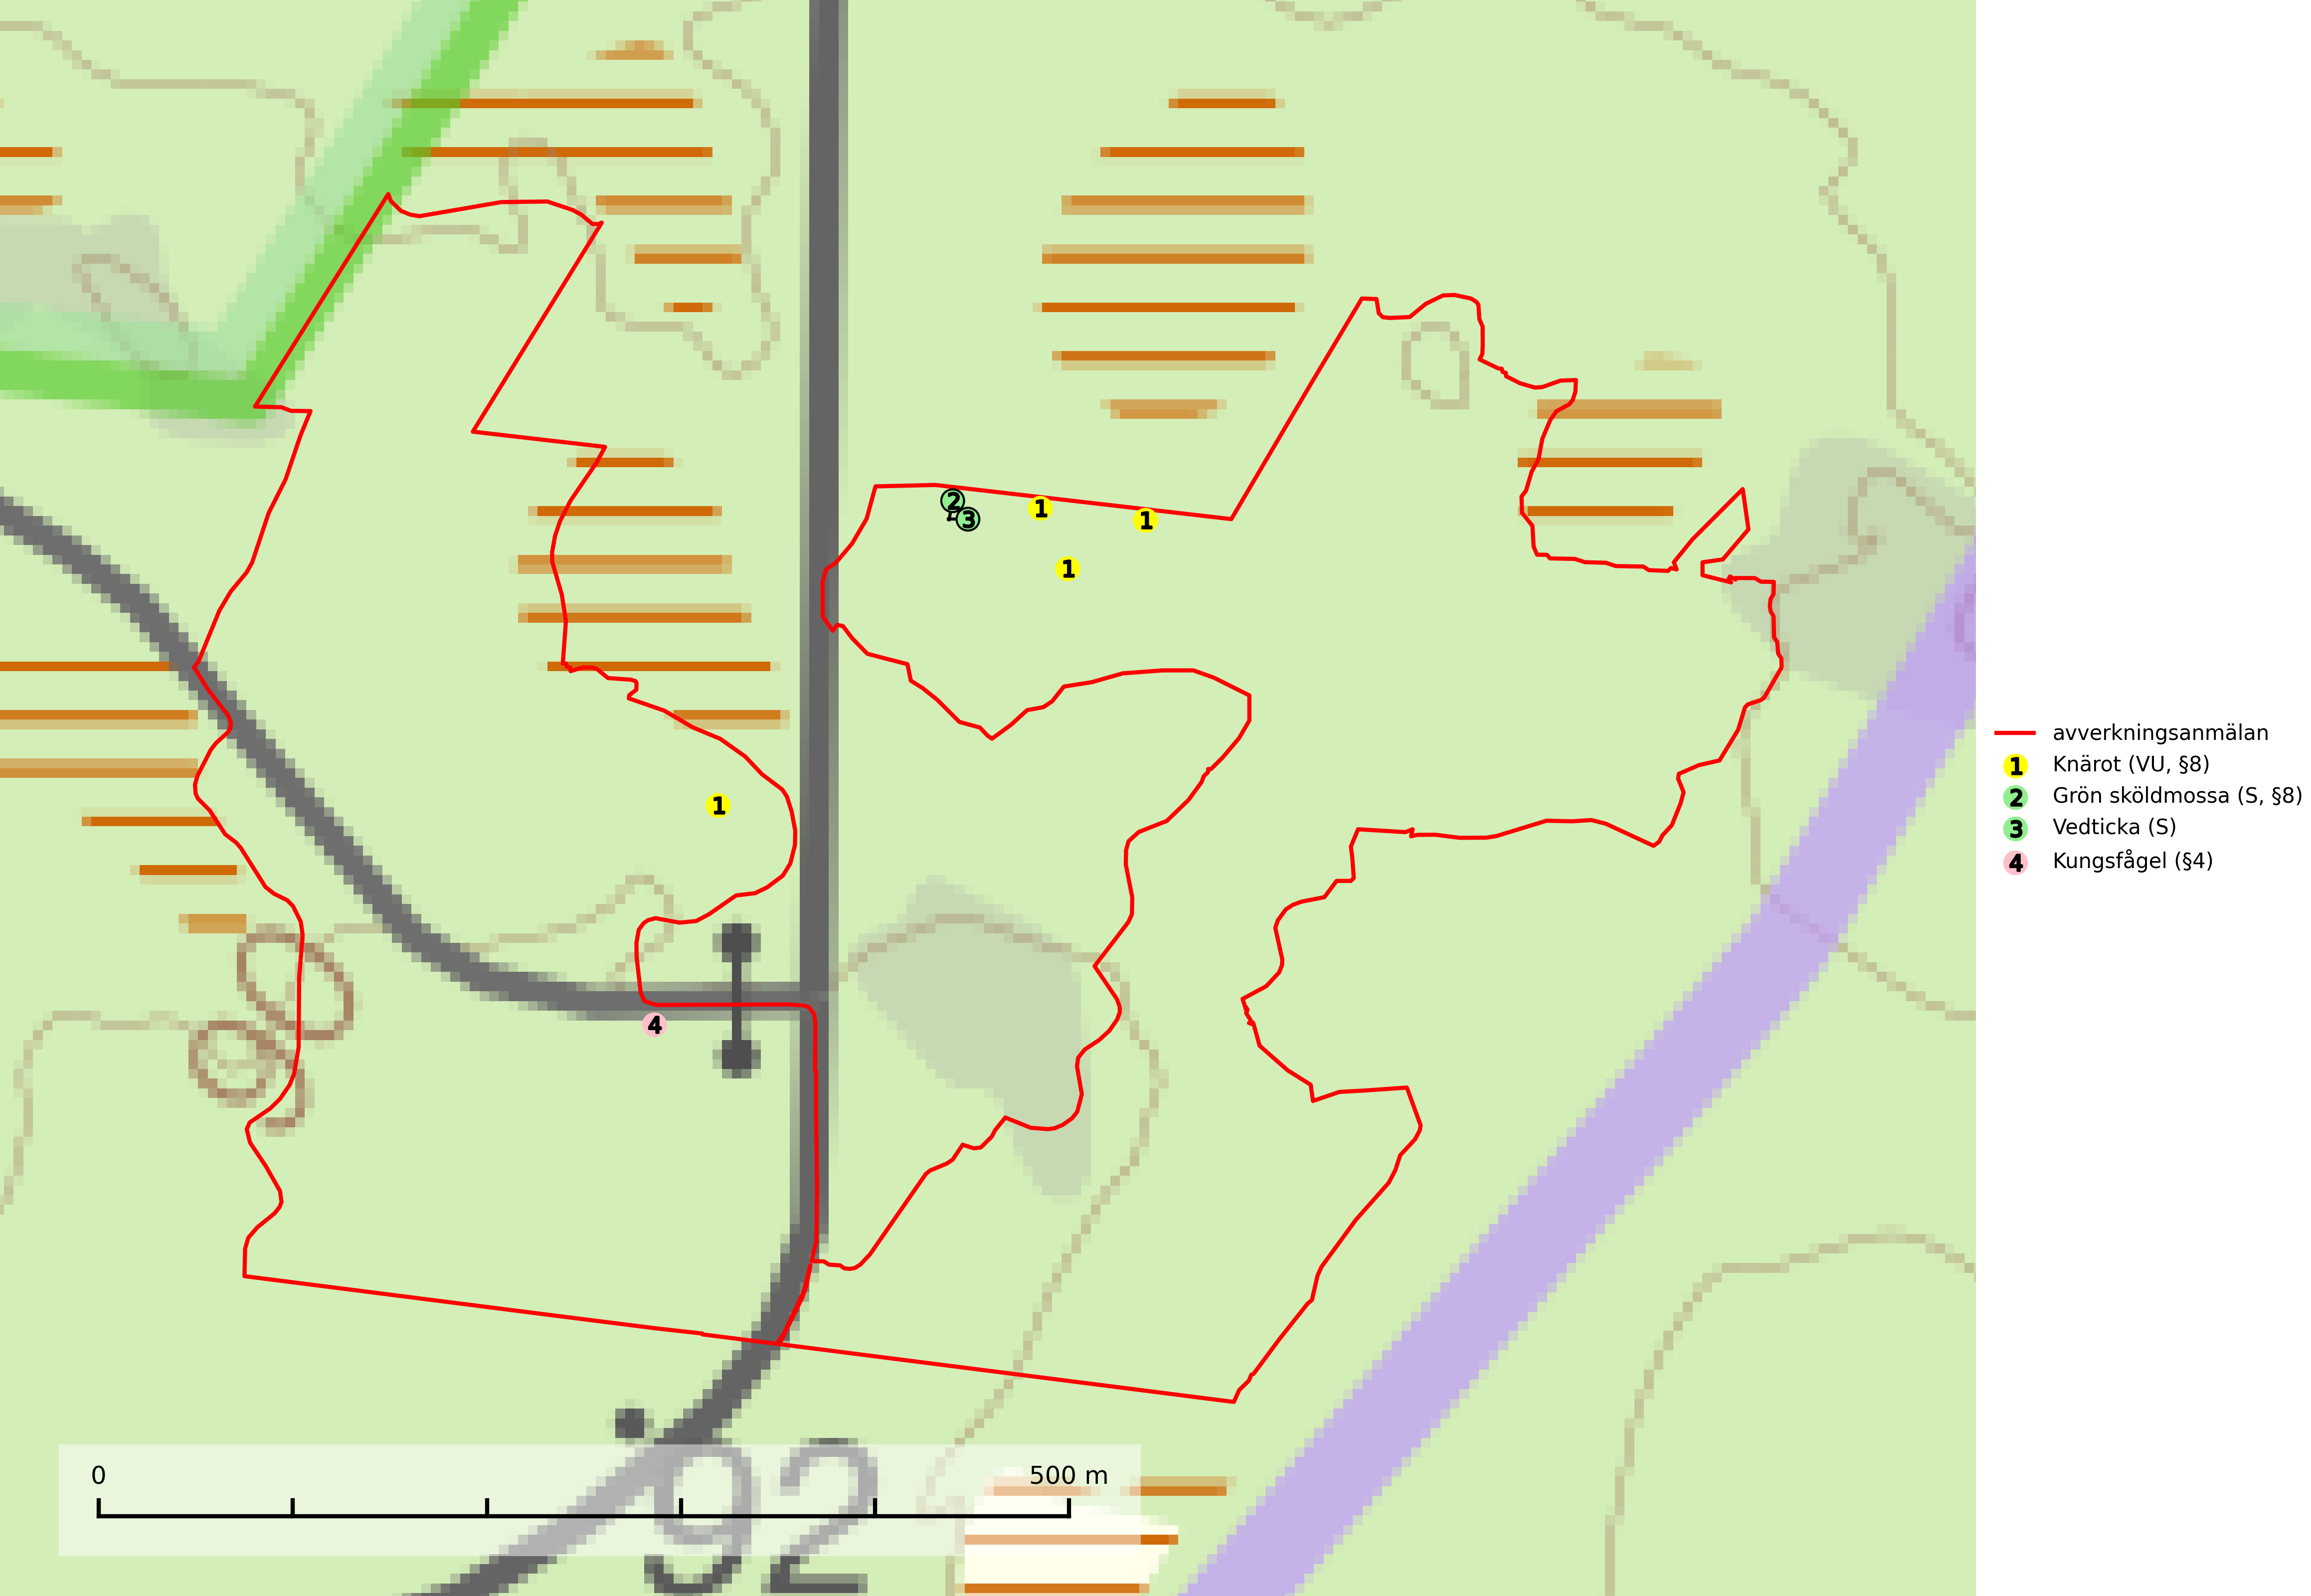 2
3
1
1
1
1
4
avverkningsanmälan
1 Knärot (VU, §8)
2 Grön sköldmossa (S, §8)
3 Vedticka (S)
4 Kungsfågel (§4)
0 500 m
92